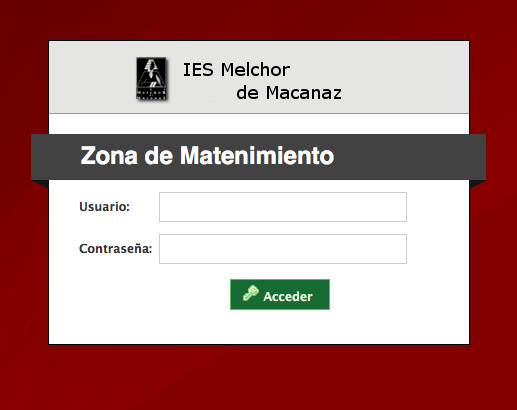 IES Melchor
de Macanaz
Zona de Matenimiento
Usuario:
Contraseña:
Acceder